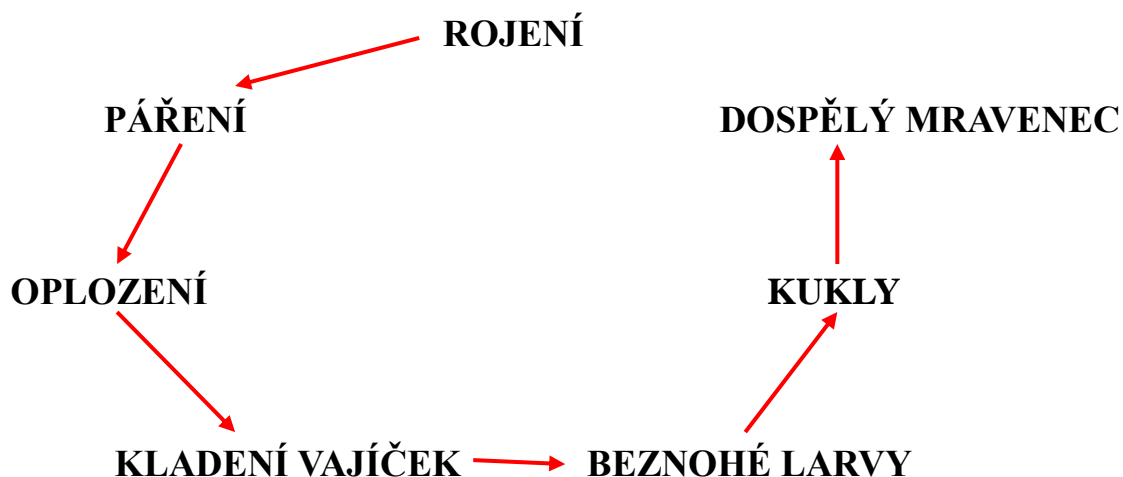 ROJENÍ
PÁŘENÍ
DOSPĚLÝ MRAVENEC
OPLOZENÍ
KUKLY
KLADENÍ VAJÍČEK
BEZNOHÉ LARVY